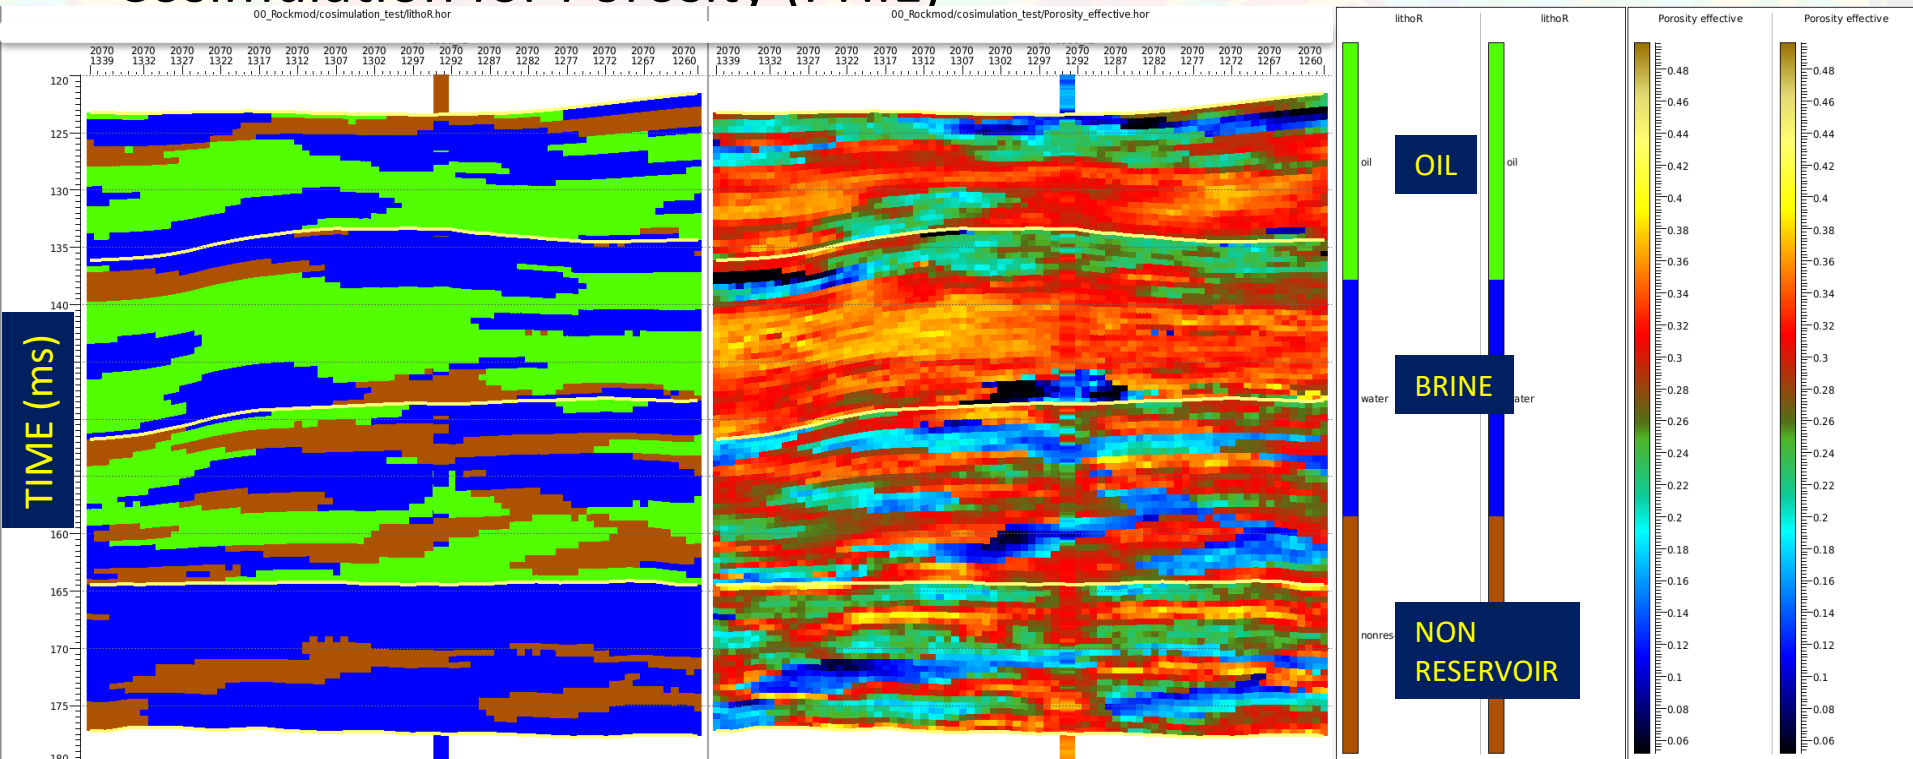 Cosimulation for Porosity (PHIE)
00_Rockmod/cosimulation_test/lithoR.hor
00_Rockmod/cosimulation_test/Porosity_effective.hor
lithoR
lithoR
Porosity effective
Porosity effective
2070 2070 2070 2070 2070 2070 2070 2070 2070 2070 2070 2070 2070 2070 2070 2070
1339 1332 1327 1322 1317 1312 1307 1302 1297 1292 1287 1282 1277 1272 1267 1260
2070 2070 2070 2070 2070 2070 2070 2070 2070 2070 2070 2070 2070 2070 2070 2070
1339 1332 1327 1322 1317 1312 1307 1302 1297 1292 1287 1282 1277 1272 1267 1260
TIME (ms)
120
125
130
135
140
160
165
170
175
180
oil
OIL
oil
water
BRINE
ater
nonres
NON
RESERVOIR
0.48
0.46
0.44
0.42
0.4
0.38
0.36
0.34
0.32
0.3
0.28
0.26
0.24
0.22
0.2
0.18
0.16
0.14
0.12
0.1
0.08
0.06
0.48
0.46
0.44
0.42
0.4
0.38
0.36
0.34
0.32
0.3
0.28
0.26
0.24
0.22
0.2
0.18
0.16
0.14
0.12
0.1
0.08
0.06